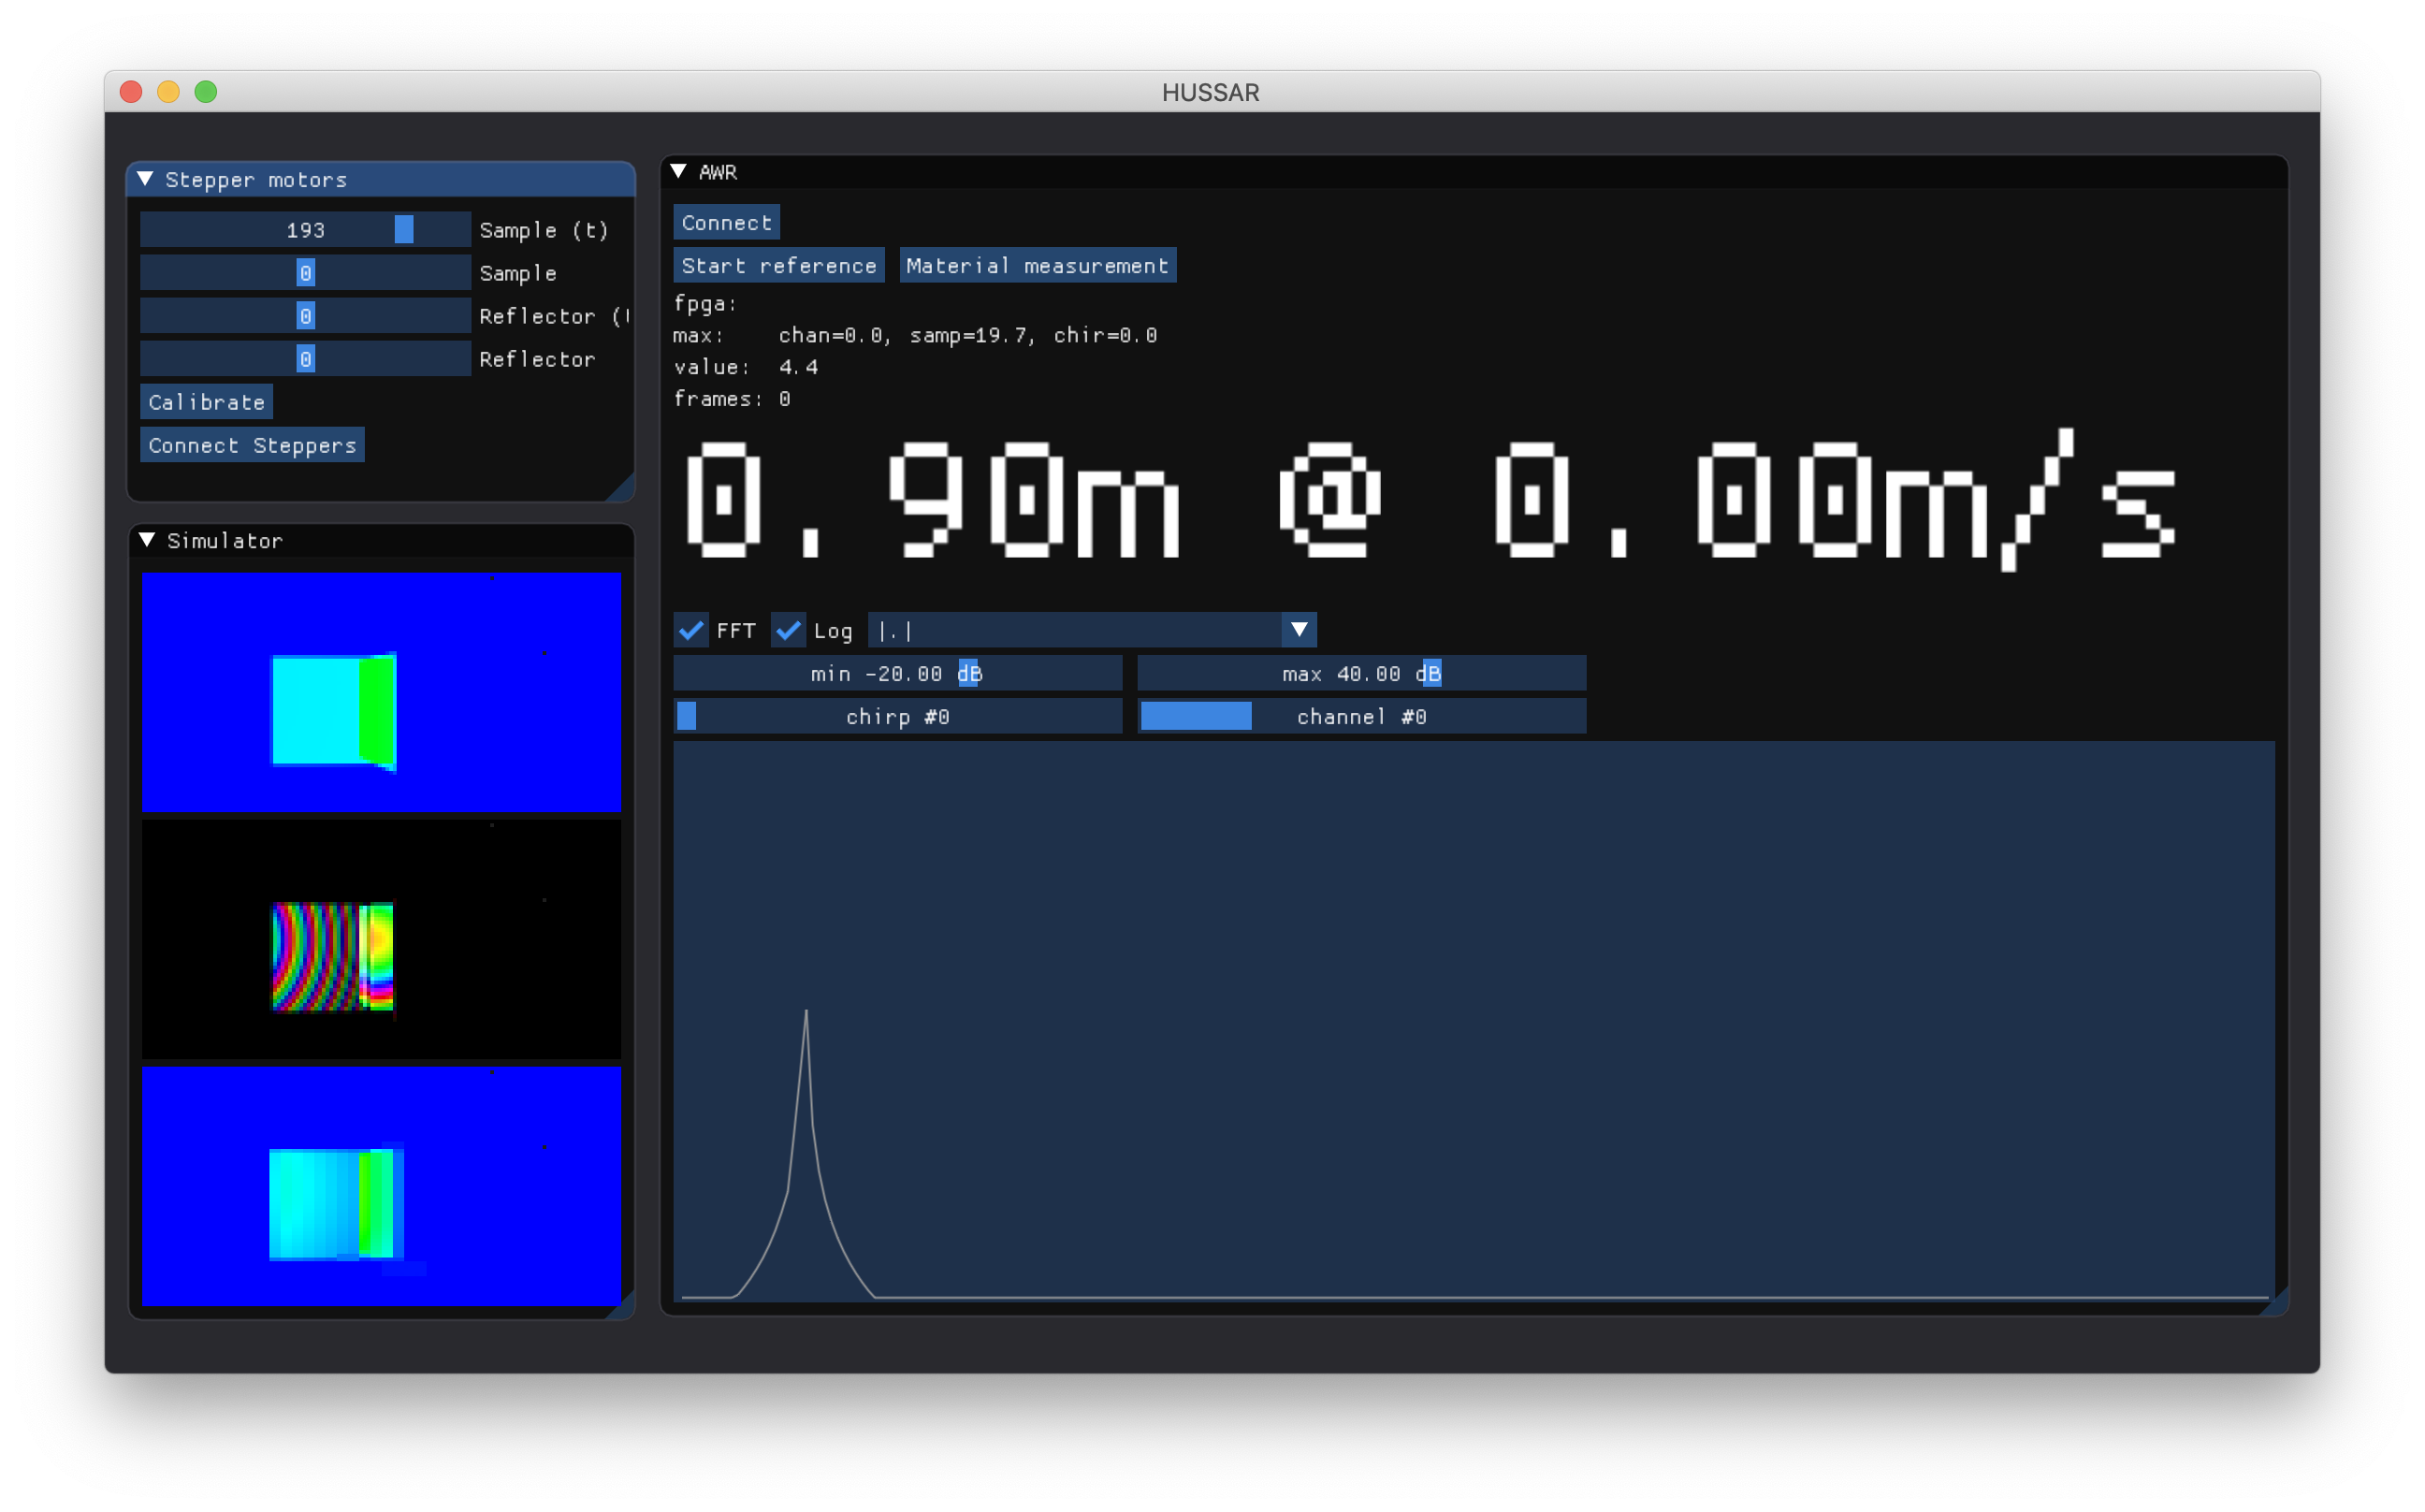 HUSSAR
Stepper motors
193 Sample (t)
0 Sample
0 Reflector (
0 Reflector
Calibrate
Connect Steppers
Simulator
AWR
Connect
Start reference Material measurement
fpga:
max: chan=0.0, samp=19.7, chir=0.0
value: 4.4
frames: 0
0.90m @ 0.00m/s
FFT Log |.|
min -20.00 dB max 40.00 dB
chirp #0 channel #0